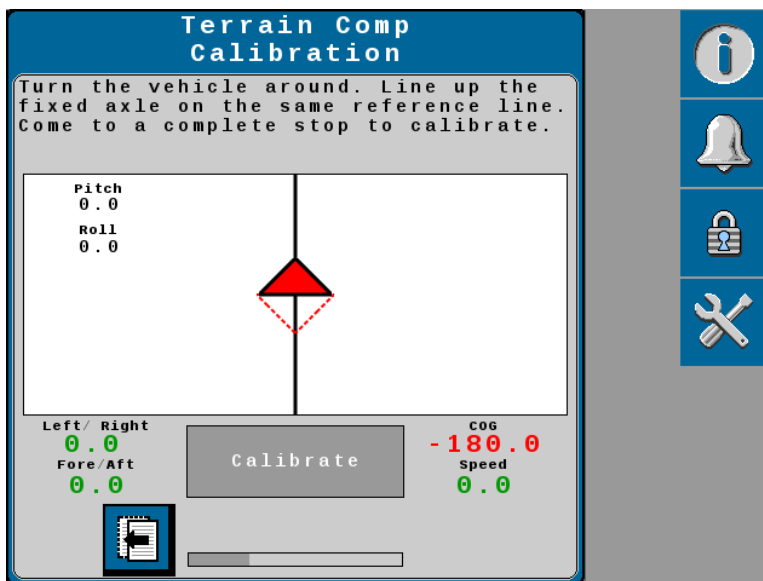 Terrain Comp
Calibration
Turn the vehicle around. Line up the
fixed axle on the same reference line.
Come to a complete stop to calibrate.
Pitch
0.0
Roll
0.0
Left/ Right
0.0
Fore/Aft
0.0
Calibrate
COG
-180.0
Speed
0.0